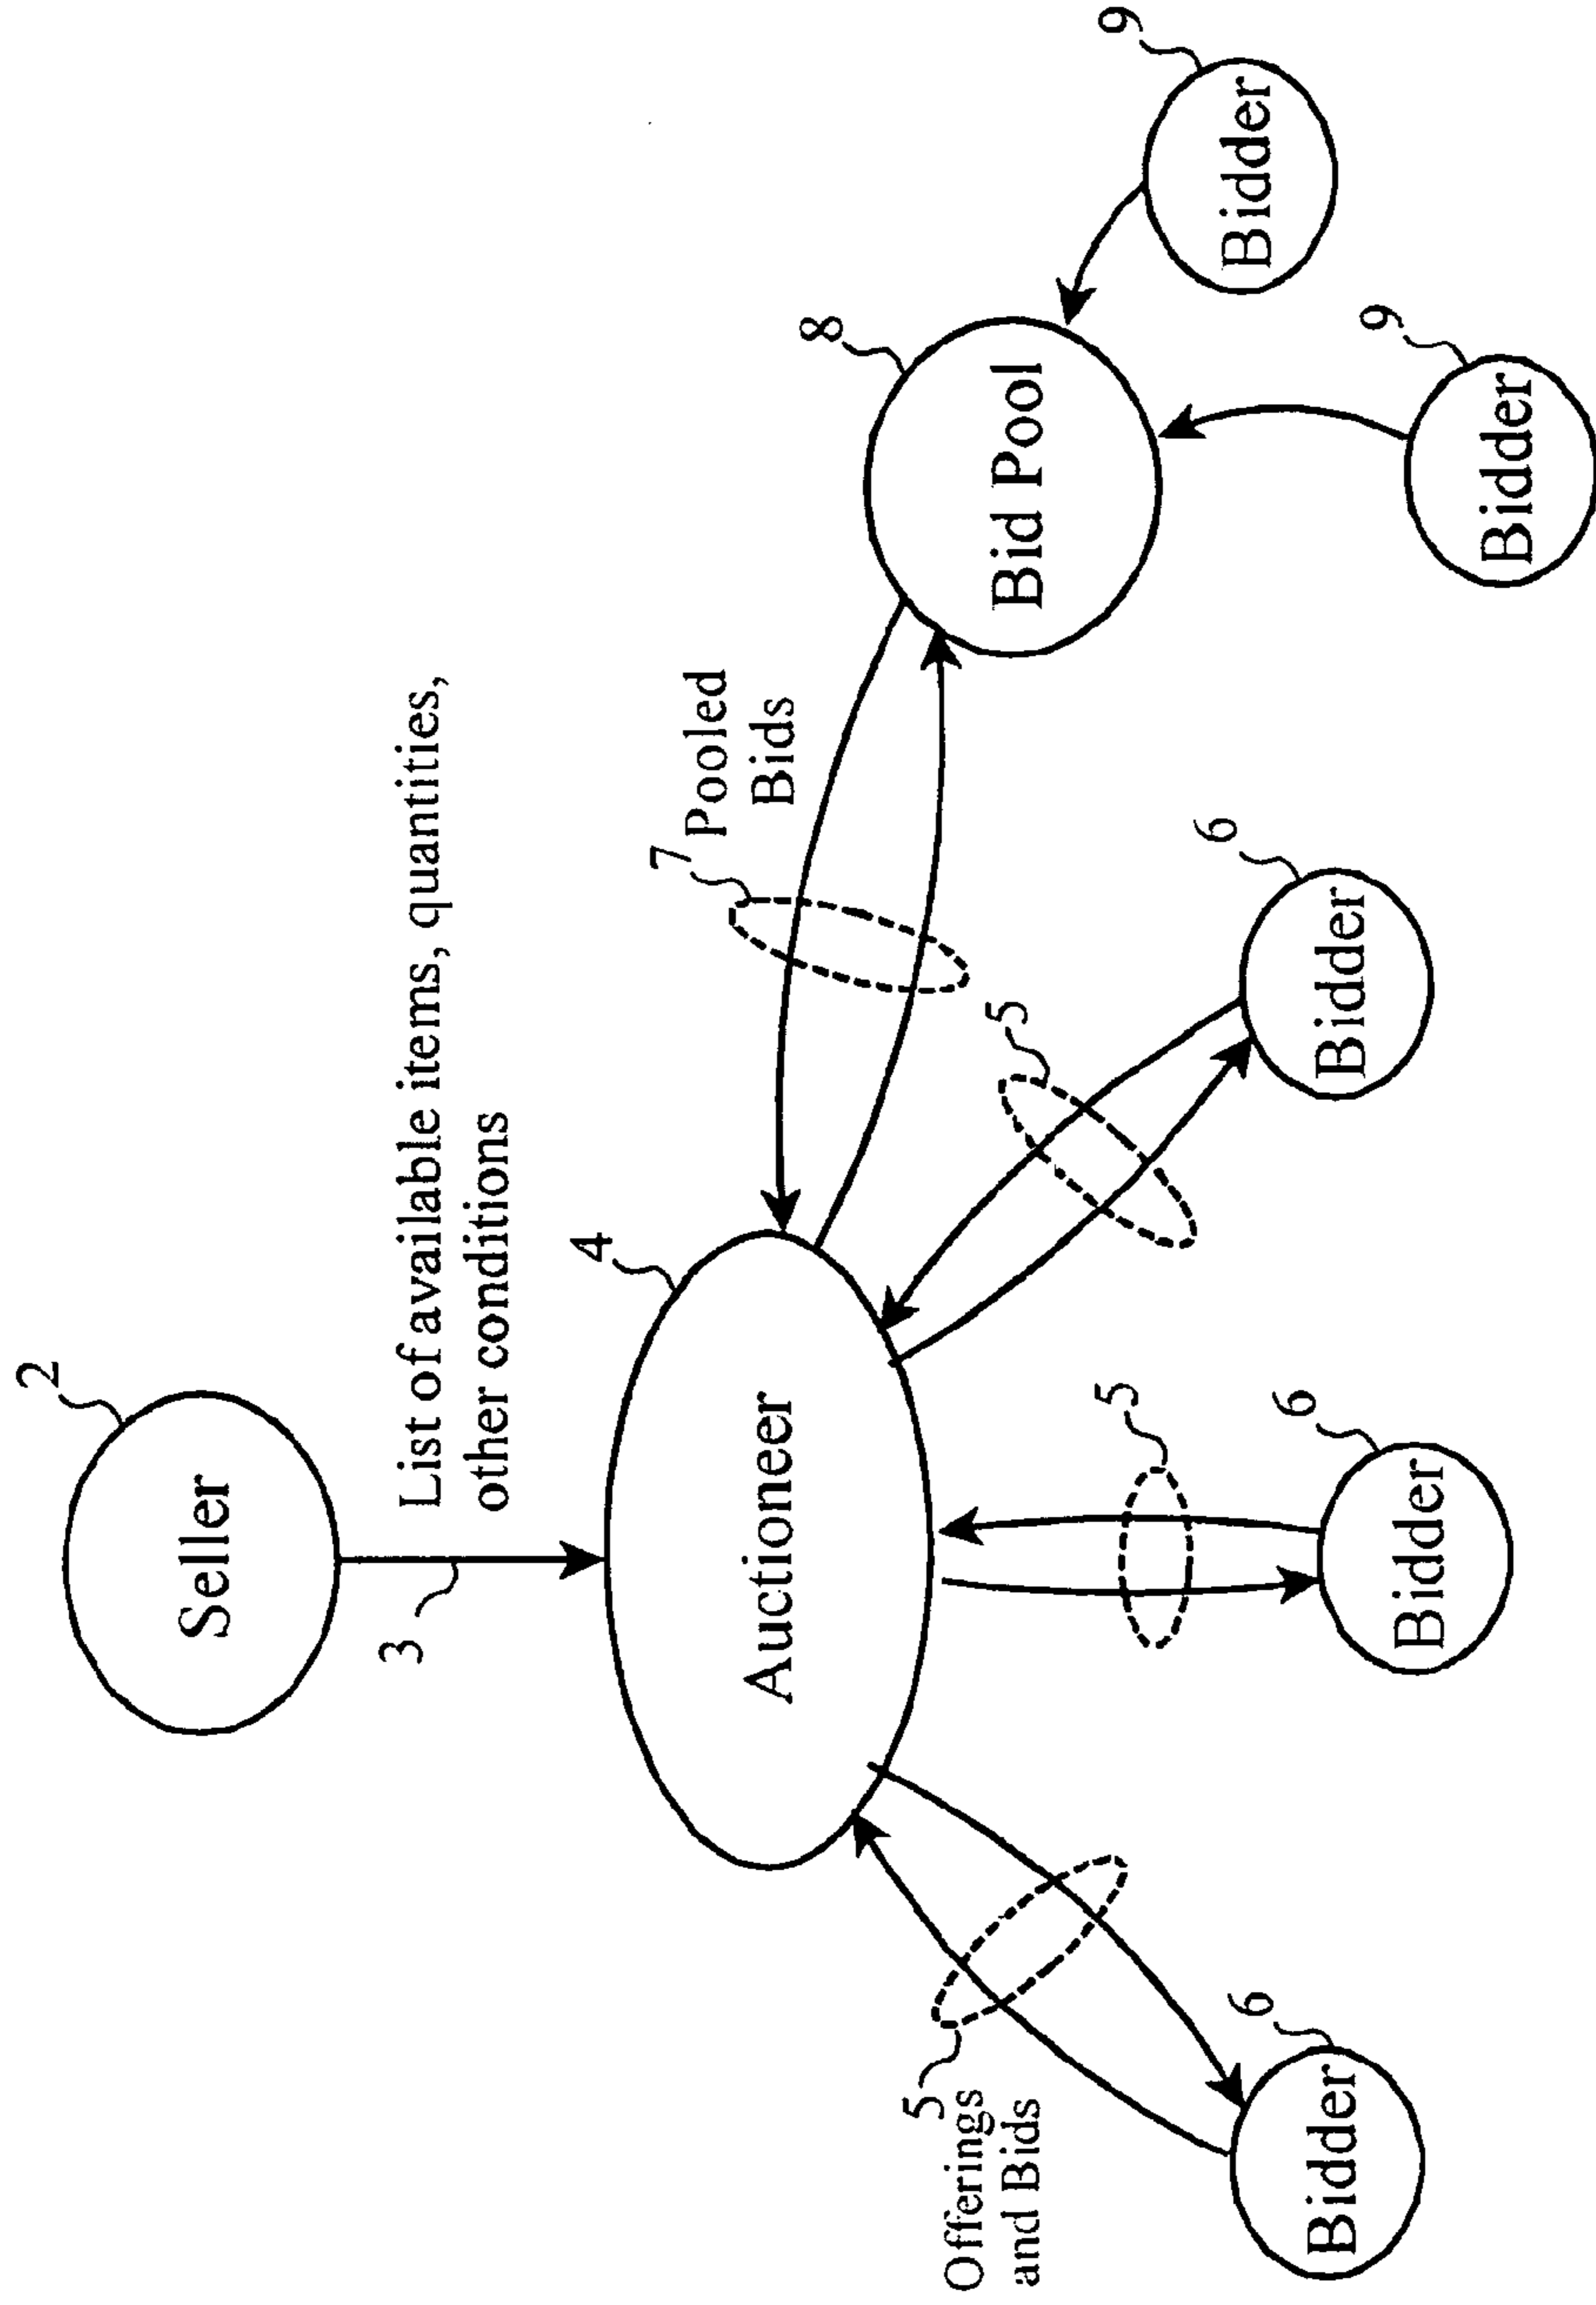 2
Seller
3
List of available items, quantities,
other conditions
4
Auctioneer
7
Pooled
Bids
8
Bid Pool
9
Bidder
9
Bidder
5
Offerings
and Bids
5
5
6
Bidder
6
Bidder
6
Bidder